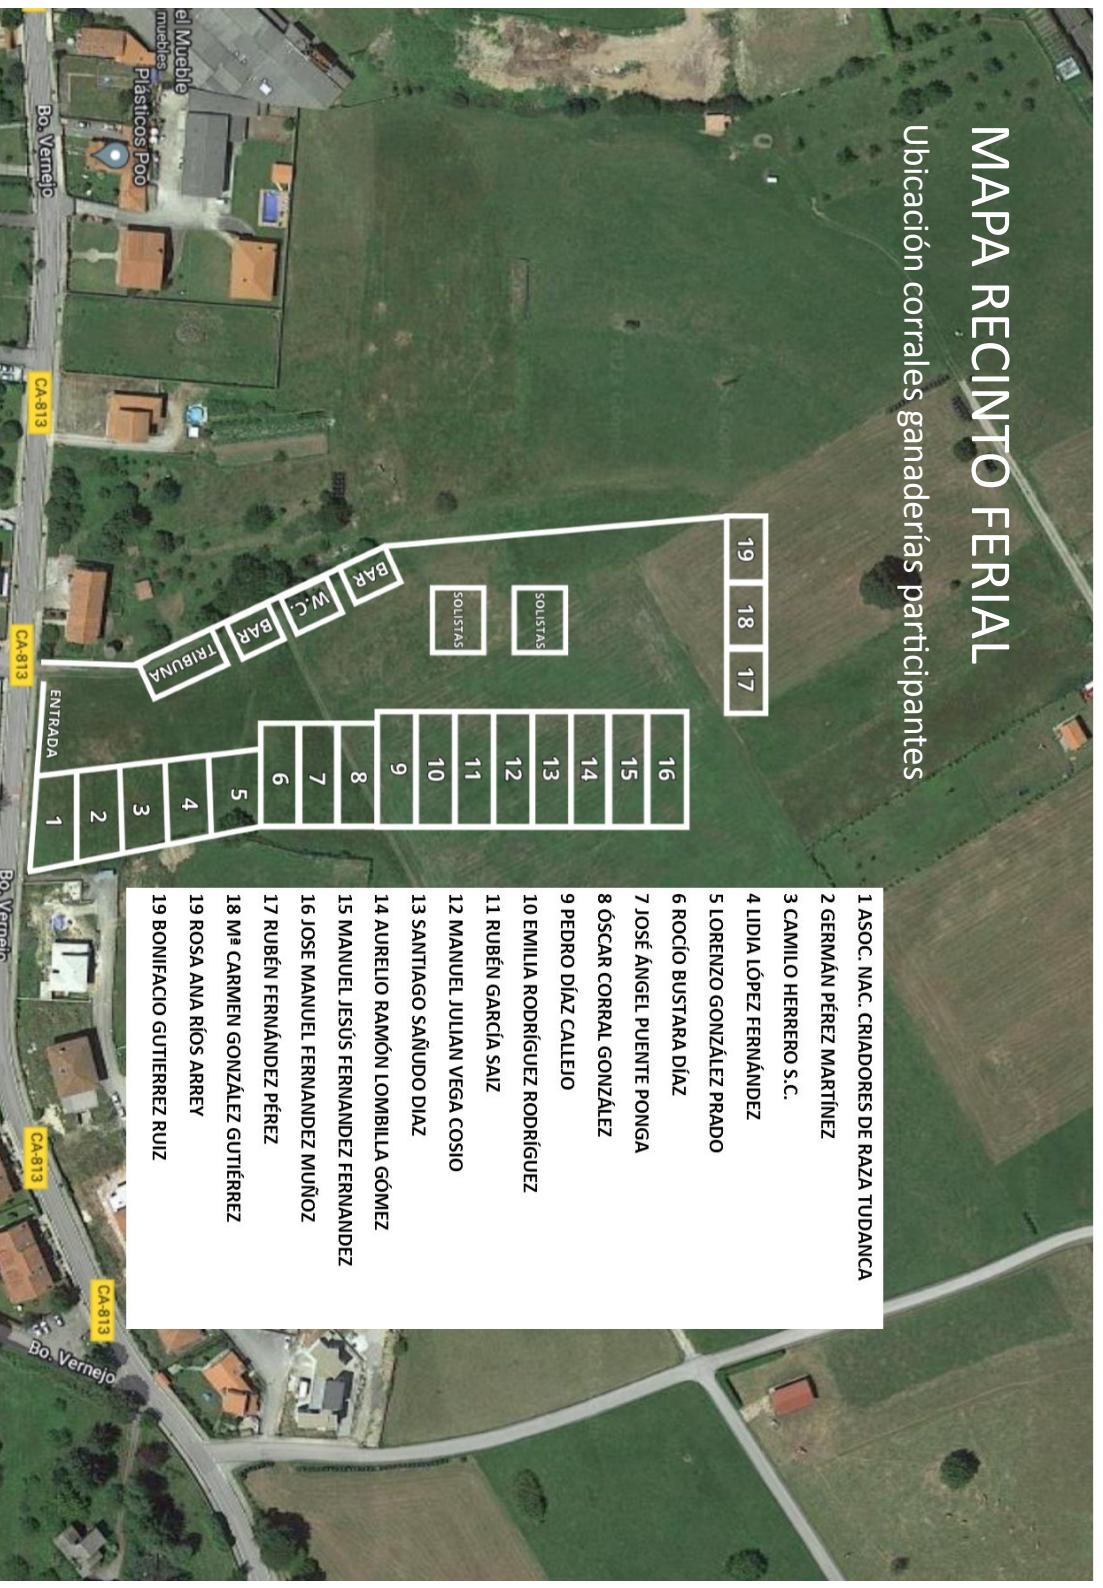 MAPA RECINTO FERIAL
Ubicación corrales ganaderías participantes
el Mueble
muebles
Plásticos Poo
Bo. Vernejo
CA-813
CA-813
ENTRADA
TRIBUNA
BAR
W.C.
BAR
SOLISTAS
SOLISTAS
19
18
17
1
2
3
4
5
6
7
8
9
10
11
12
13
14
15
16
1 ASOC. NAC. CRIADORES DE RAZA TUDANCA
2 GERMÁN PÉREZ MARTÍNEZ
3 CAMILO HERRERO S.C.
4 LIDIA LÓPEZ FERNÁNDEZ
5 LORENZO GONZÁLEZ PRADO
6 ROCÍO BUSTARA DÍAZ
7 JOSÉ ÁNGEL PUENTE PONGA
8 ÓSCAR CORRAL GONZÁLEZ
9 PEDRO DÍAZ CALLEJO
10 EMILIA RODRÍGUEZ RODRÍGUEZ
11 RUBÉN GARCÍA SAIZ
12 MANUEL JULIAN VEGA COSIO
13 SANTIAGO SAÑUDO DIAZ
14 AURELIO RAMÓN LOMBILLA GÓMEZ
15 MANUEL JESÚS FERNANDEZ FERNANDEZ
16 JOSE MANUEL FERNANDEZ MUÑOZ
17 RUBÉN FERNÁNDEZ PÉREZ
18 Mª CARMEN GONZÁLEZ GUTIÉRREZ
19 ROSA ANA RÍOS ARREY
19 BONIFACIO GUTIERREZ RUIZ
Bo. Vernejo
CA-813
CA-813
Bo. Vernejo